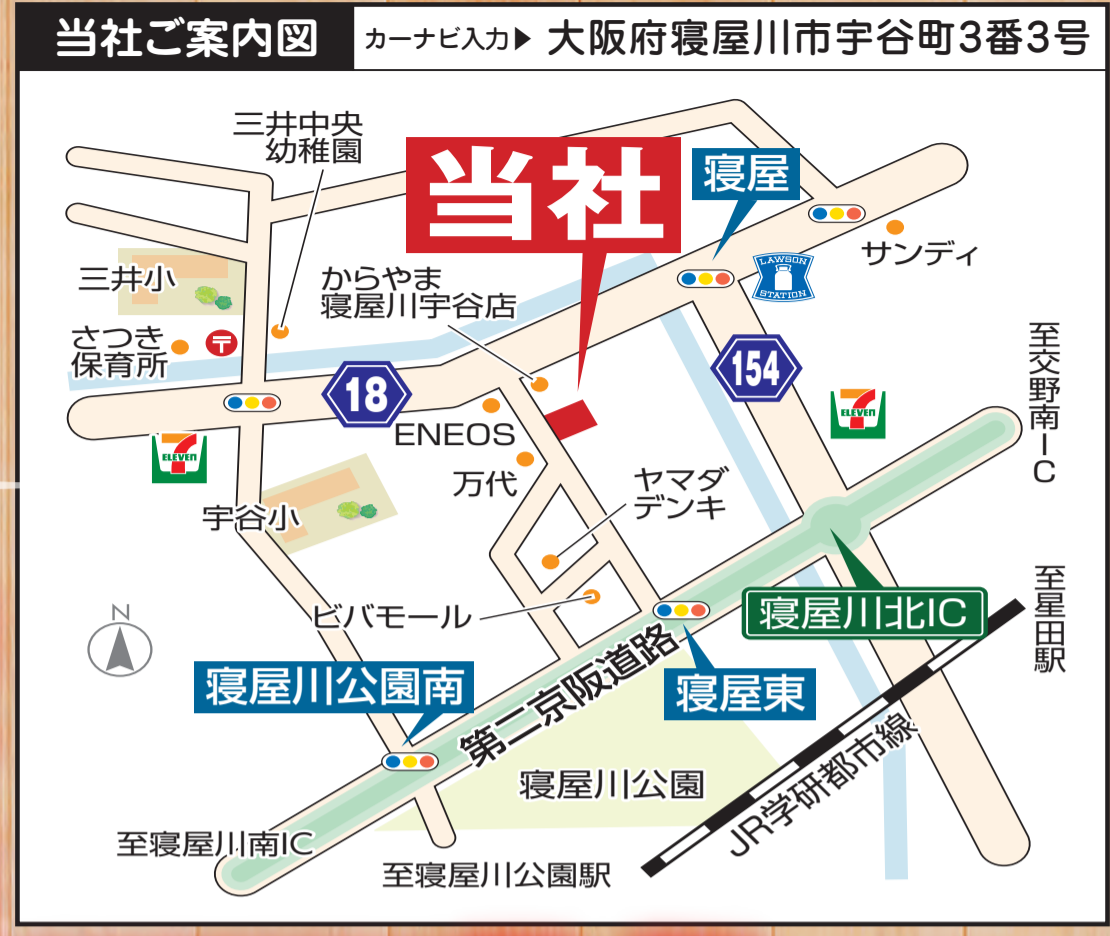 当社ご案内図
カーナビ入力▶ 大阪府寝屋川市宇谷町3番3号
三井中央
幼稚園
当社
寝屋
サンディ
LAWSON
STATION
三井小
からやま
寝屋川宇谷店
さつき
保育所
〒
18
154
至交野南IC
ENEOS
7
ELEVEN
7
ELEVEN
万代
ヤマダ
デンキ
宇谷小
N
ビバモール
寝屋川北IC
至星田駅
寝屋川公園南
第二京阪道路
寝屋東
寝屋川公園
JR学研都市線
至寝屋川南IC
至寝屋川公園駅